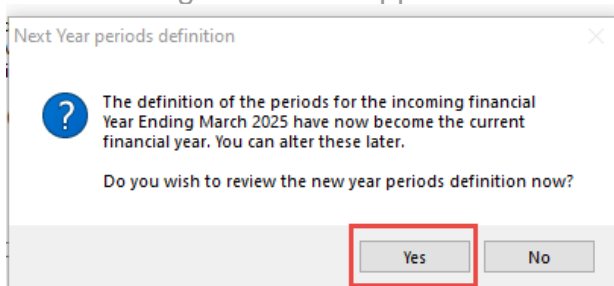 Next Year periods definition
The definition of the periods for the incoming financial
Year Ending March 2025 have now become the current
financial year. You can alter these later.
Do you wish to review the new year periods definition now?
Yes No